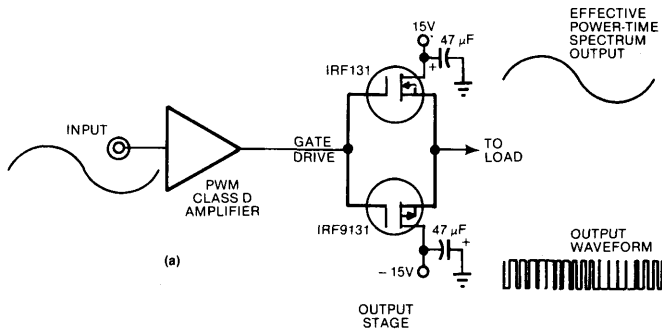 EFFECTIVE
POWER-TIME
SPECTRUM
OUTPUT
15V
47 μF
+
IRF131
INPUT
GATE
DRIVE
TO
LOAD
PWM
CLASS D
AMPLIFIER
IRF9131
47 μF
+
(a)
- 15V
OUTPUT
WAVEFORM
OUTPUT
STAGE